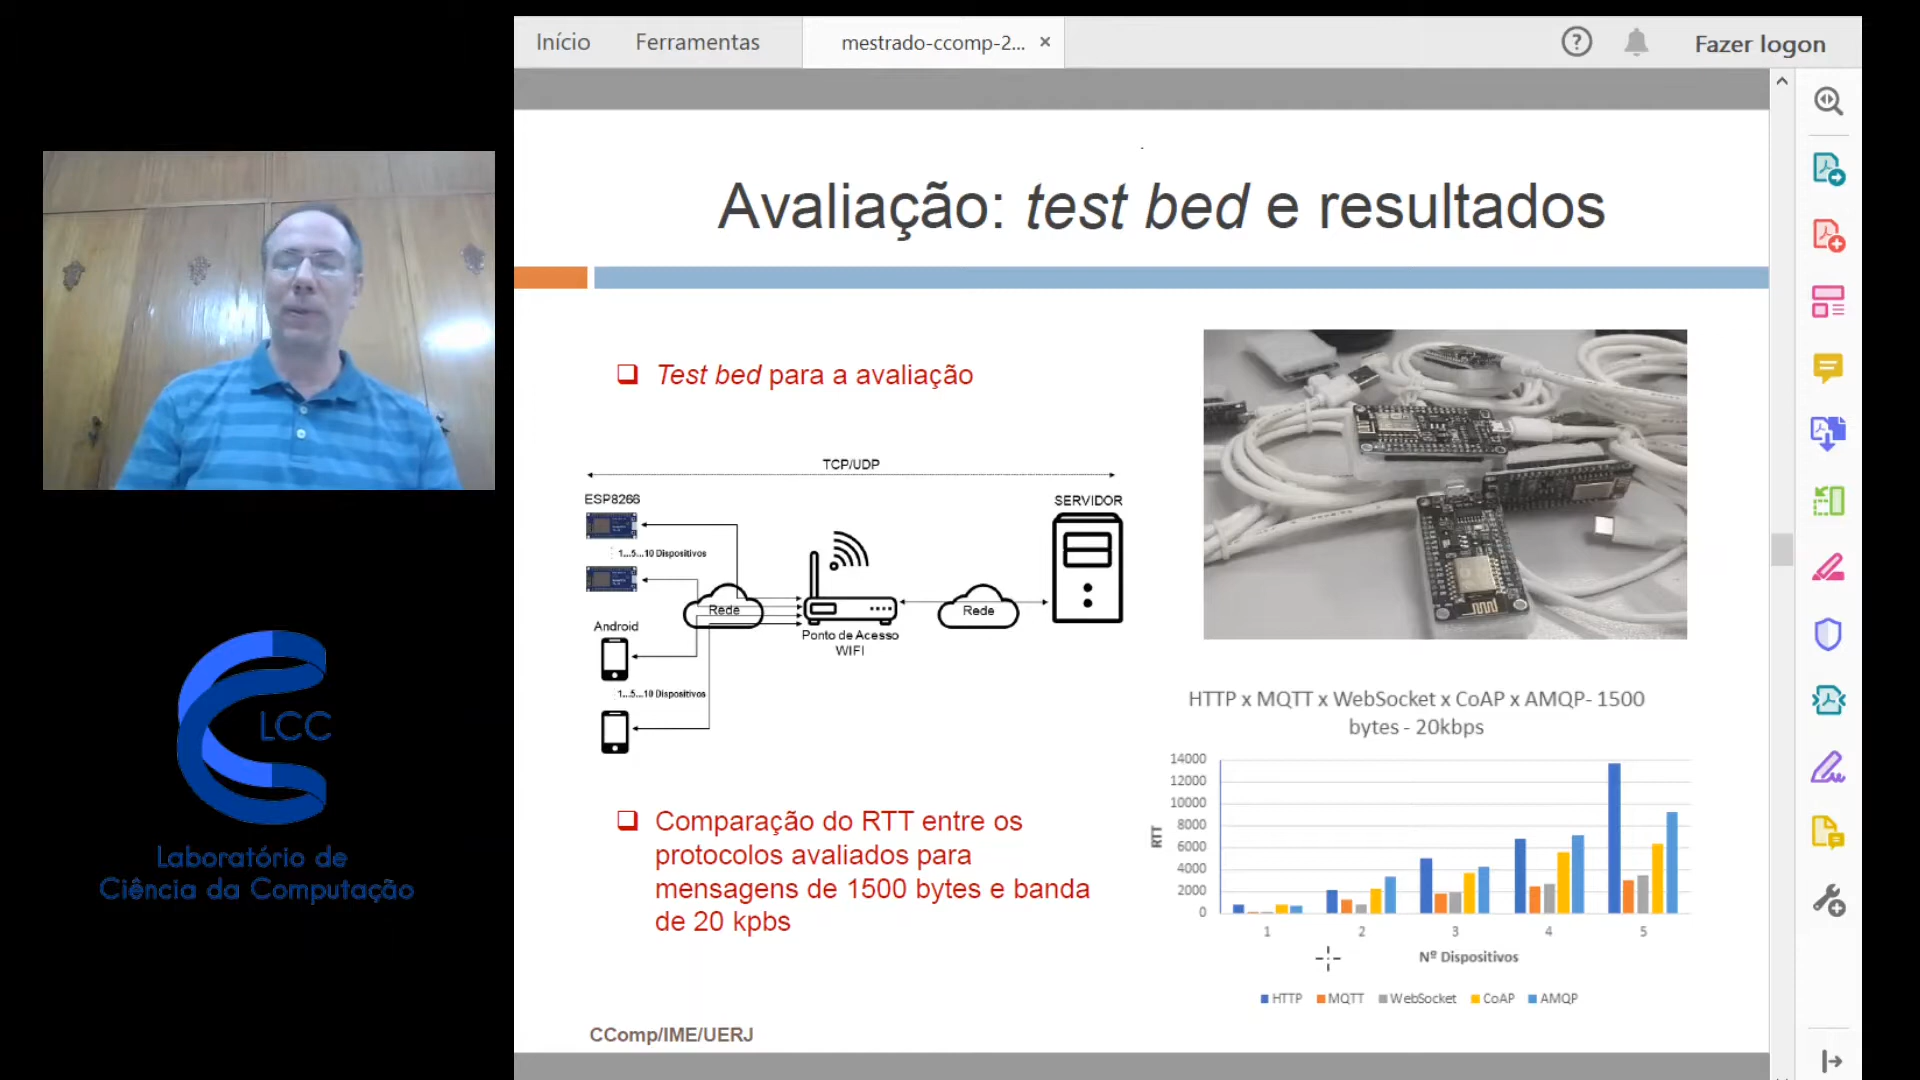 Início
Ferramentas
mestrado-ccomp-2... ×
Fazer logon
Avaliação: test bed e resultados
Test bed para a avaliação
TCP/UDP
ESP8266
SERVIDOR
1...5...10 Dispositivos
Rede
Rede
Android
Ponto de Acesso
WIFI
1...5...10 Dispositivos
HTTP x MQTT x WebSocket x CoAP x AMQP- 1500
bytes - 20kbps
14000
12000
10000
8000
6000
4000
2000
0
RTT
1 2 3 4 5
Nº Dispositivos
HTTP MQTT WebSocket CoAP AMQP
Comparação do RTT entre os
protocolos avaliados para
mensagens de 1500 bytes e banda
de 20 kpbs
CComp/IME/UERJ
LCC
Laboratório de
Ciência da Computação